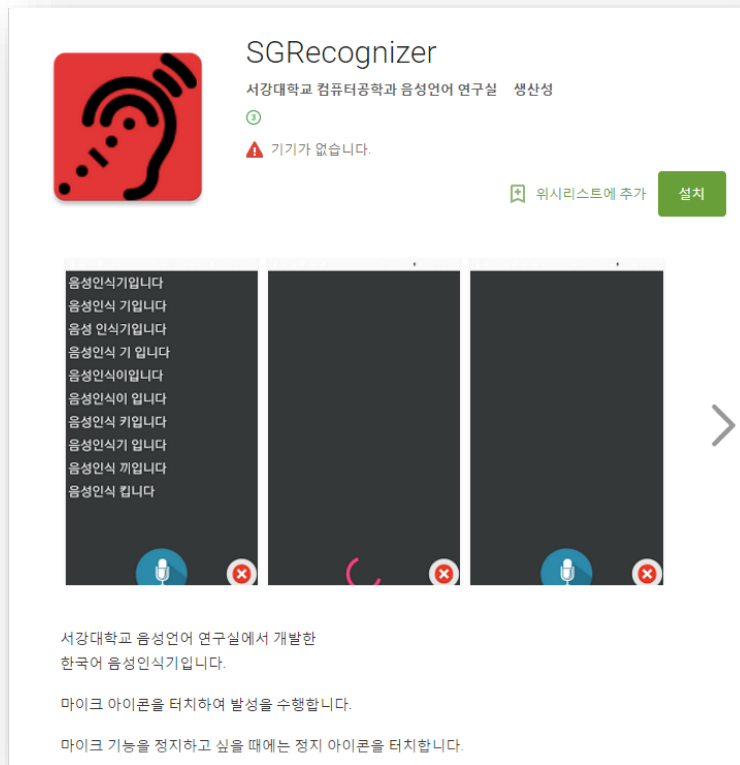 SGRecognizer
서강대학교 컴퓨터공학과 음성언어 연구실 생산성
3
기기가 없습니다.
위시리스트에 추가 설치
음성인식기입니다
음성인식 기입니다
음성 인식기입니다
음성인식 기 입니다
음성인식이입니다
음성인식이 입니다
음성인식 키입니다
음성인식기 입니다
음성인식 끼입니다
음성인식 킵니다
서강대학교 음성언어 연구실에서 개발한
한국어 음성인식기입니다.
마이크 아이콘을 터치하여 발성을 수행합니다.
마이크 기능을 정지하고 싶을 때에는 정지 아이콘을 터치합니다.